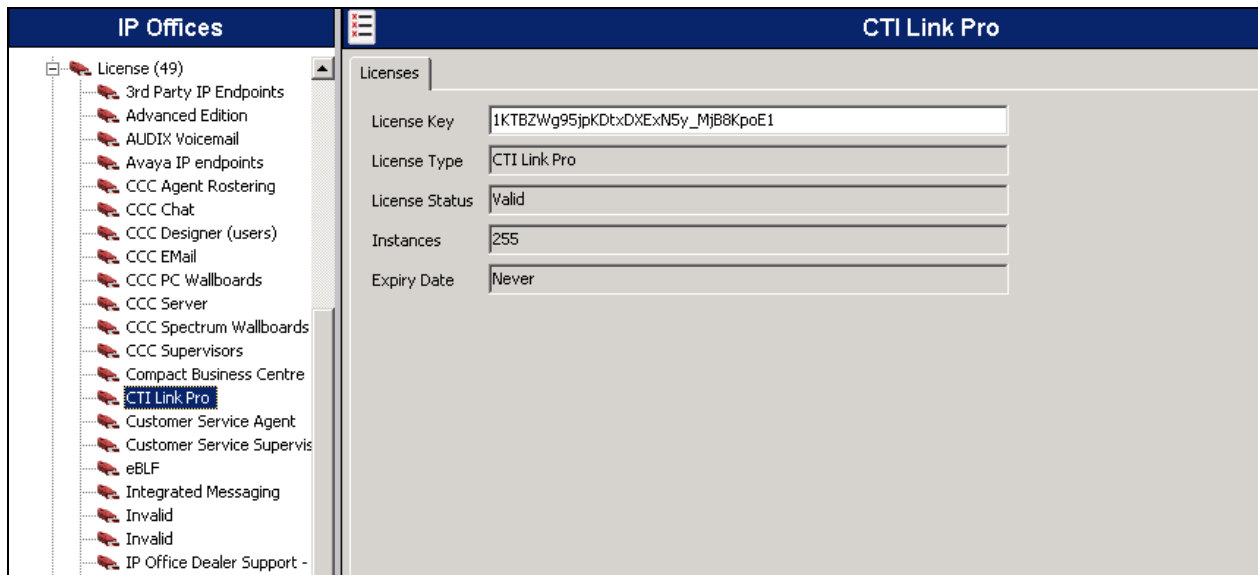 IP Offices
License (49)
3rd Party IP Endpoints
Advanced Edition
AUDIX Voicemail
Avaya IP endpoints
CCC Agent Rostering
CCC Chat
CCC Designer (users)
CCC EMail
CCC PC Wallboards
CCC Server
CCC Spectrum Wallboards
CCC Supervisors
Compact Business Centre
CTI Link Pro
Customer Service Agent
Customer Service Supervis
eBLF
Integrated Messaging
Invalid
Invalid
IP Office Dealer Support -
CTI Link Pro
Licenses
License Key 1KTBZWg95jpKDtxDXExN5y_MjB8KpoE1
License Type CTI Link Pro
License Status Valid
Instances 255
Expiry Date Never